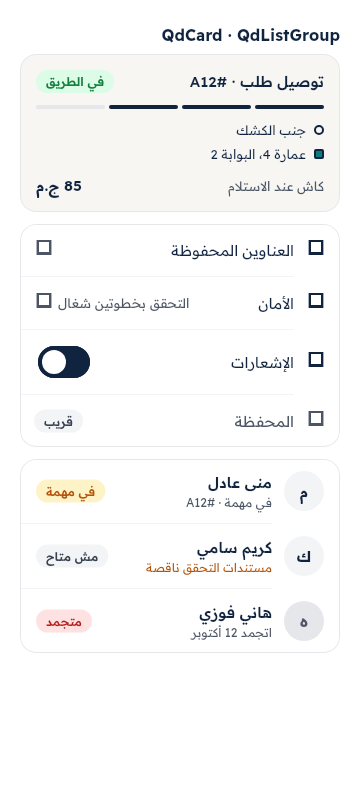 QdCard · QdListGroup
توصيل طلب · #A12
في الطريق
جنب الكشك
عمارة 4، البوابة 2
كاش عند الاستلام
85 ج.م
العناوين المحفوظة
الأمان
التحقق بخطوتين شغال
الإشعارات
المحفظة
قريب
م
منى عادل
في مهمة · #A12
في مهمة
ك
كريم سامي
مستندات التحقق ناقصة
مش متاح
ه
هاني فوزي
اتجمد 12 أكتوبر
متجمد